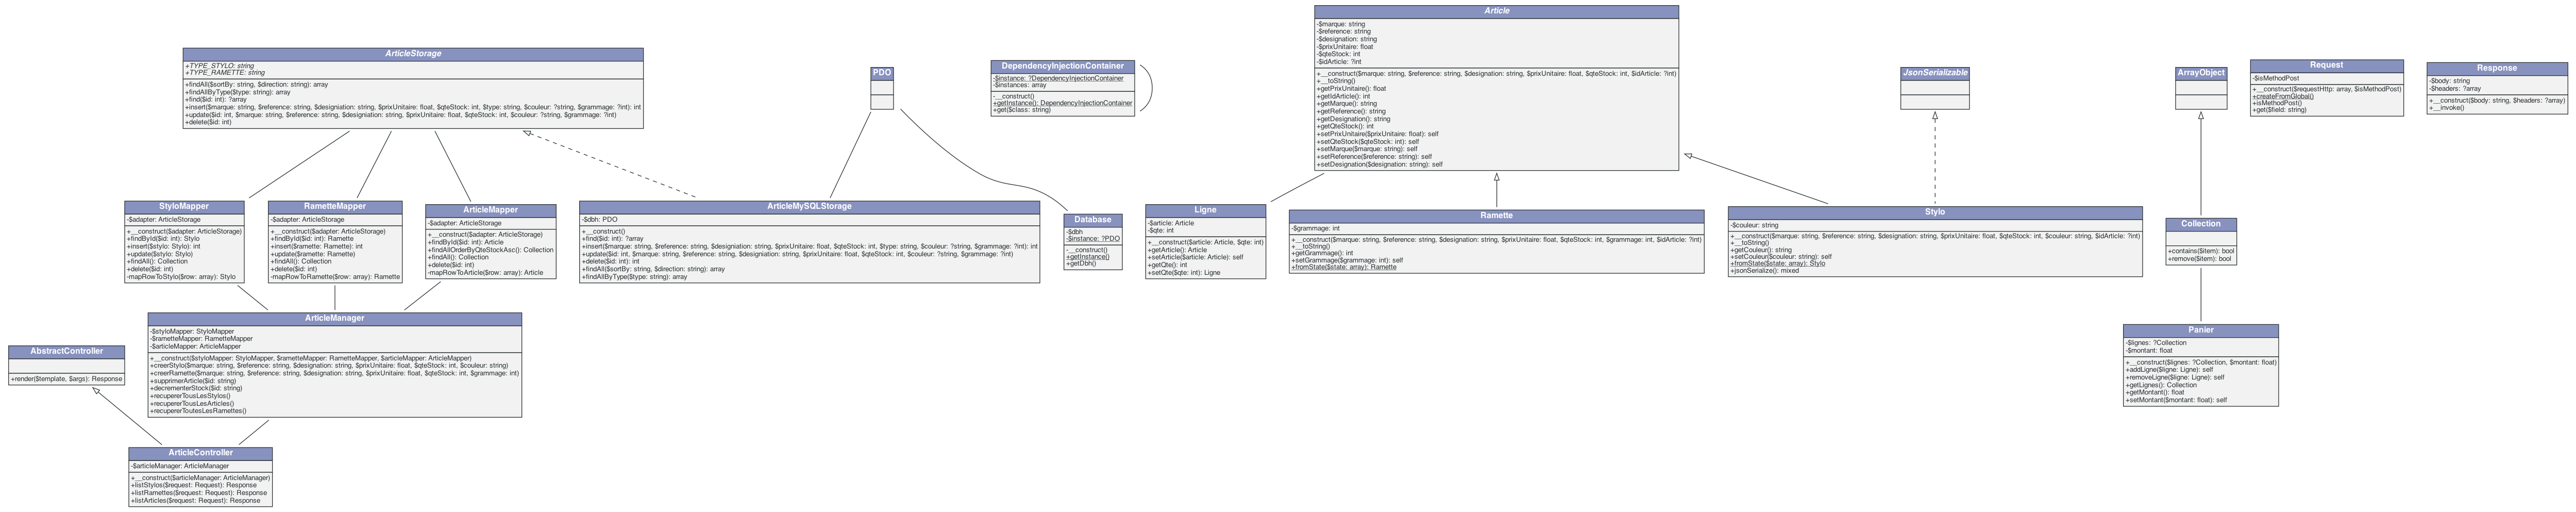 ArticleStorage
+TYPE_STYLO: string
+TYPE_RAMETTE: string
+findAll($sortBy: string, $direction: string): array
+findAllByType($type: string): array
+find($id: int): ?array
+insert($marque: string, $reference: string, $designiation: string, $prixUnitaire: float, $qteStock: int, $type: string, $couleur: ?string, $grammage: ?int): int
+update($id: int, $marque: string, $reference: string, $designation: string, $prixUnitaire: float, $qteStock: int, $couleur: ?string, $grammage: ?int)
+delete($id: int)
PDO
DependencyInjectionContainer
-$instance: ?DependencyInjectionContainer
-$instances: array
-__construct()
+getInstance(): DependencyInjectionContainer
+get($class: string)
Article
-$marque: string
-$reference: string
-$designation: string
-$prixUnitaire: float
-$qteStock: int
-$idArticle: ?int
+__construct($marque: string, $reference: string, $designation: string, $prixUnitaire: float, $qteStock: int, $idArticle: ?int)
+__toString()
+getPrixUnitaire(): float
+getIdArticle(): int
+getMarque(): string
+getReference(): string
+getDesignation(): string
+getQteStock(): int
+setPrixUnitaire($prixUnitaire: float): self
+setQteStock($qteStock: int): self
+setMarque($marque: string): self
+setReference($reference: string): self
+setDesignation($designation: string): self
JsonSerializable
ArrayObject
Request
-$isMethodPost
+__construct($requestHttp: array, $isMethodPost)
+createFromGlobal()
+isMethodPost()
+get($field: string)
Response
-$body: string
-$headers: ?array
+__construct($body: string, $headers: ?array)
+__invoke()
StyloMapper
-$adapter: ArticleStorage
+__construct($adapter: ArticleStorage)
+findById($id: int): Stylo
+insert($stylo: Stylo): int
+update($stylo: Stylo)
+findAll(): Collection
+delete($id: int)
-mapRowToStylo($row: array): Stylo
RametteMapper
-$adapter: ArticleStorage
+__construct($adapter: ArticleStorage)
+findById($id: int): Ramette
+insert($ramette: Ramette): int
+update($ramette: Ramette)
+findAll(): Collection
+delete($id: int)
-mapRowToRamette($row: array): Ramette
ArticleMapper
-$adapter: ArticleStorage
+__construct($adapter: ArticleStorage)
+findById($id: int): Article
+findAllOrderByQteStockAsc(): Collection
+findAll(): Collection
+delete($id: int)
-mapRowToArticle($row: array): Article
ArticleMySQLStorage
-$dbh: PDO
+__construct()
+find($id: int): ?array
+insert($marque: string, $reference: string, $designiation: string, $prixUnitaire: float, $qteStock: int, $type: string, $couleur: ?string, $grammage: ?int): int
+update($id: int, $marque: string, $reference: string, $designation: string, $prixUnitaire: float, $qteStock: int, $couleur: ?string, $grammage: ?int)
+delete($id: int): int
+findAll($sortBy: string, $direction: string): array
+findAllByType($type: string): array
Database
-$dbh
-$instance: ?PDO
-__construct()
+getInstance()
+getDbh()
Ligne
-$article: Article
-$qte: int
+__construct($article: Article, $qte: int)
+getArticle(): Article
+setArticle($article: Article): self
+getQte(): int
+setQte($qte: int): Ligne
Ramette
-$grammage: int
+__construct($marque: string, $reference: string, $designation: string, $prixUnitaire: float, $qteStock: int, $grammage: int, $idArticle: ?int)
+__toString()
+getGrammage(): int
+setGrammage($grammage: int): self
+fromState($state: array): Ramette
Stylo
-$couleur: string
+__construct($marque: string, $reference: string, $designation: string, $prixUnitaire: float, $qteStock: int, $couleur: string, $idArticle: ?int)
+__toString()
+getCouleur(): string
+setCouleur($couleur: string): self
+fromState($state: array): Stylo
+jsonSerialize(): mixed
Collection
+contains($item): bool
+remove($item): bool
ArticleManager
-$styloMapper: StyloMapper
-$rametteMapper: RametteMapper
-$articleMapper: ArticleMapper
+__construct($styloMapper: StyloMapper, $rametteMapper: RametteMapper, $articleMapper: ArticleMapper)
+creerStylo($marque: string, $reference: string, $designation: string, $prixUnitaire: float, $qteStock: int, $couleur: string)
+creerRamette($marque: string, $reference: string, $designation: string, $prixUnitaire: float, $qteStock: int, $grammage: int)
+supprimerArticle($id: string)
+decrementerStock($id: string)
+recupererTousLesStylos()
+recupererTousLesArticles()
+recupererToutesLesRamettes()
AbstractController
+render($template, $args): Response
Panier
-$lignes: ?Collection
-$montant: float
+__construct($lignes: ?Collection, $montant: float)
+addLigne($ligne: Ligne): self
+removeLigne($ligne: Ligne): self
+getLignes(): Collection
+getMontant(): float
+setMontant($montant: float): self
ArticleController
-$articleManager: ArticleManager
+__construct($articleManager: ArticleManager)
+listStylos($request: Request): Response
+listRamettes($request: Request): Response
+listArticles($request: Request): Response